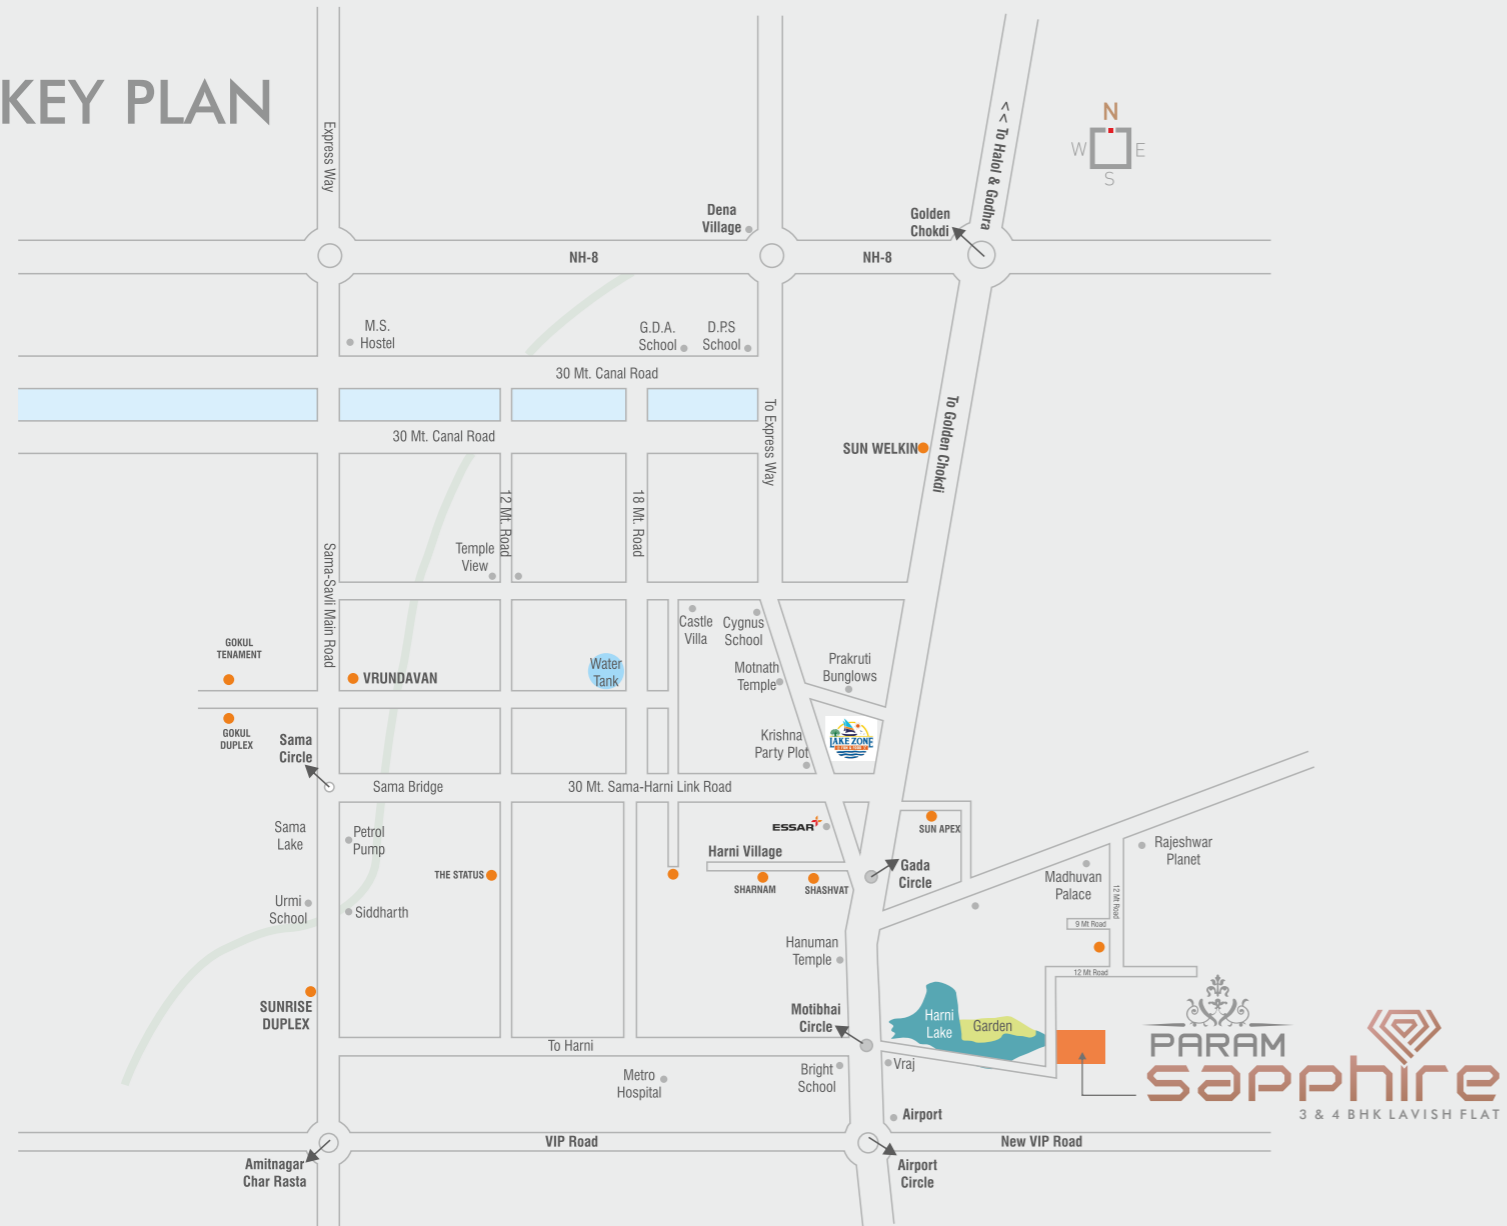 KEY PLAN
Express Way
<< To Halol & Godhra
N
W
E
S
Dena
Village
Golden
Chokdi
NH-8
NH-8
M.S.
Hostel
G.D.A.
School
D.P.S
School
30 Mt. Canal Road
30 Mt. Canal Road
To Express Way
To Golden Chokdi
SUN WELKIN
12 Mt. Road
18 Mt. Road
Temple
View
Sama-Savli Main Road
GOKUL
TENAMENT
VRUNDAVAN
Water
Tank
Castle
Villa
Cygnus
School
Motnath
Temple
Prakruti
Bunglows
GOKUL
DUPLEX
Sama
Circle
Krishna
Party Plot
LAKE ZONE
Sama Bridge
30 Mt. Sama-Harni Link Road
Sama
Lake
Petrol
Pump
ESSAR
SUN APEX
Harni Village
Gada
Circle
Rajeshwar
Planet
THE STATUS
SHARNAM
SHASHVAT
Madhuvan
Palace
12 Mt Road
Urmi
School
Siddharth
9 Mt Road
Hanuman
Temple
12 Mt Road
SUNRISE
DUPLEX
Motibhai
Circle
Harni
Lake
Garden
To Harni
PARAM
sapphire
3 & 4 BHK LAVISH FLAT
Metro
Hospital
Bright
School
Vraj
Airport
VIP Road
New VIP Road
Amitnagar
Char Rasta
Airport
Circle